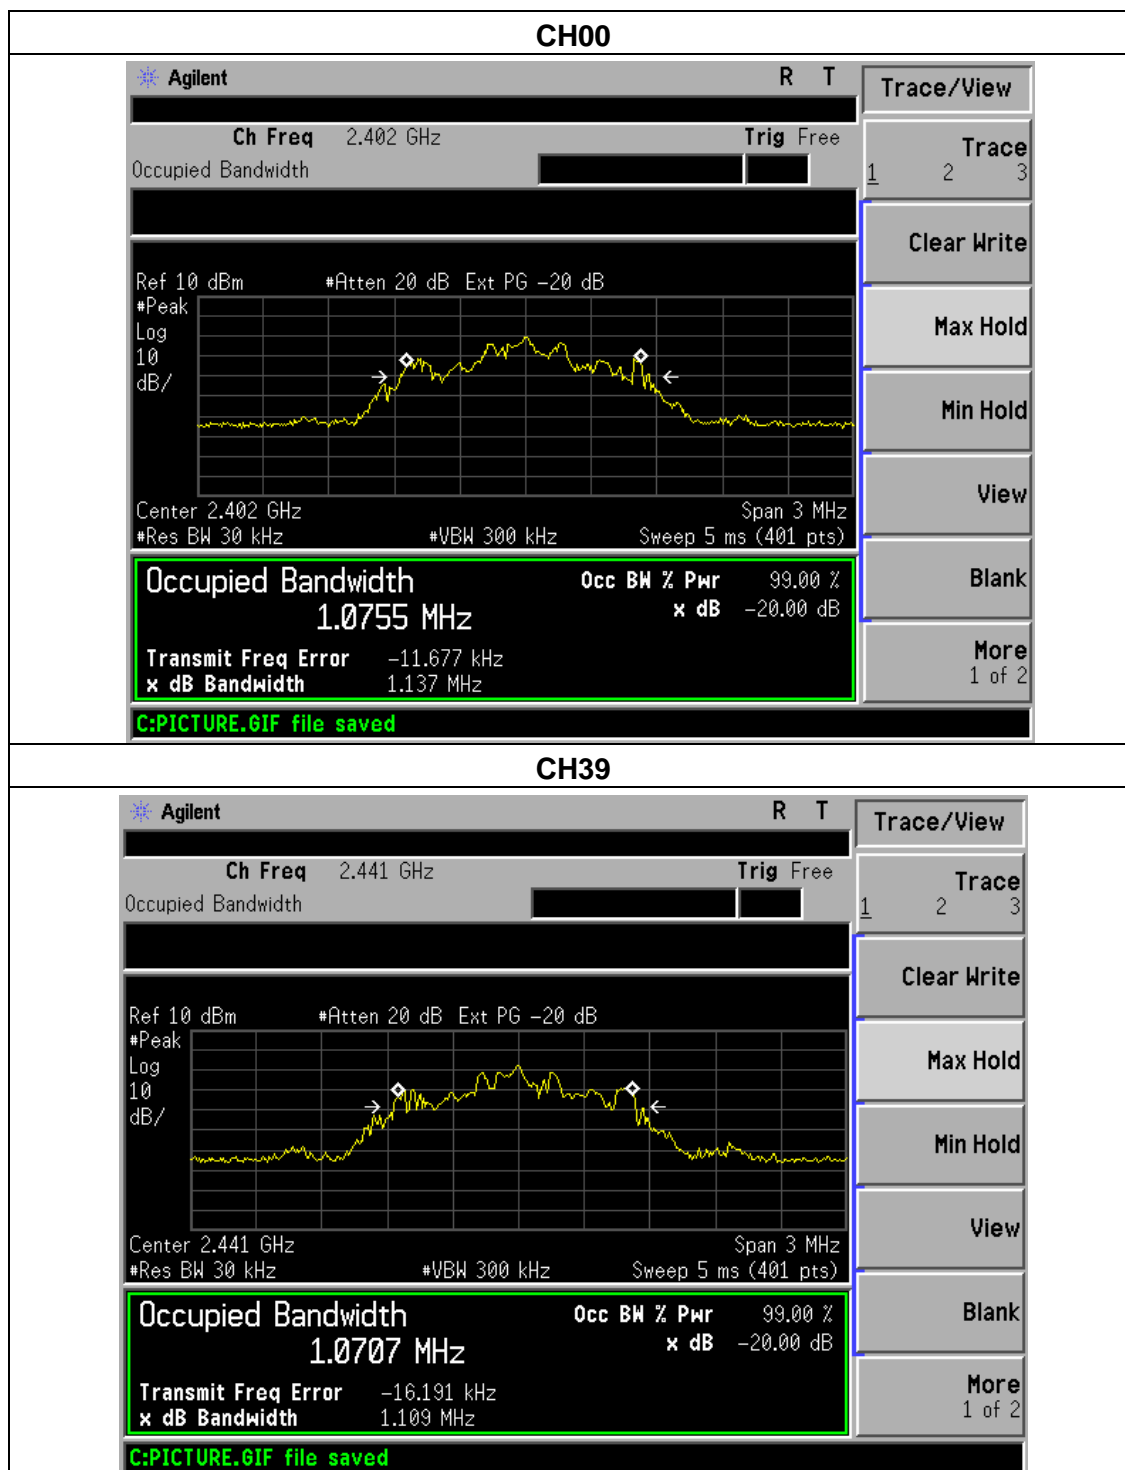 CH00
Agilent R T
Trace/View
Ch Freq 2.402 GHz Trig Free
Occupied Bandwidth
Trace
1 2 3
Clear Write
Ref 10 dBm #Atten 20 dB Ext PG −20 dB
#Peak
Log
10
dB/
Max Hold
Min Hold
View
Center 2.402 GHz Span 3 MHz
#Res BW 30 kHz #VBW 300 kHz Sweep 5 ms (401 pts)
Occupied Bandwidth Occ BW % Pwr 99.00 %
1.0755 MHz x dB −20.00 dB
Blank
Transmit Freq Error −11.677 kHz
x dB Bandwidth 1.137 MHz
More
1 of 2
C:PICTURE.GIF file saved
CH39
Agilent R T
Trace/View
Ch Freq 2.441 GHz Trig Free
Occupied Bandwidth
Trace
1 2 3
Clear Write
Ref 10 dBm #Atten 20 dB Ext PG −20 dB
#Peak
Log
10
dB/
Max Hold
Min Hold
View
Center 2.441 GHz Span 3 MHz
#Res BW 30 kHz #VBW 300 kHz Sweep 5 ms (401 pts)
Occupied Bandwidth Occ BW % Pwr 99.00 %
1.0707 MHz x dB −20.00 dB
Blank
Transmit Freq Error −16.191 kHz
x dB Bandwidth 1.109 MHz
More
1 of 2
C:PICTURE.GIF file saved